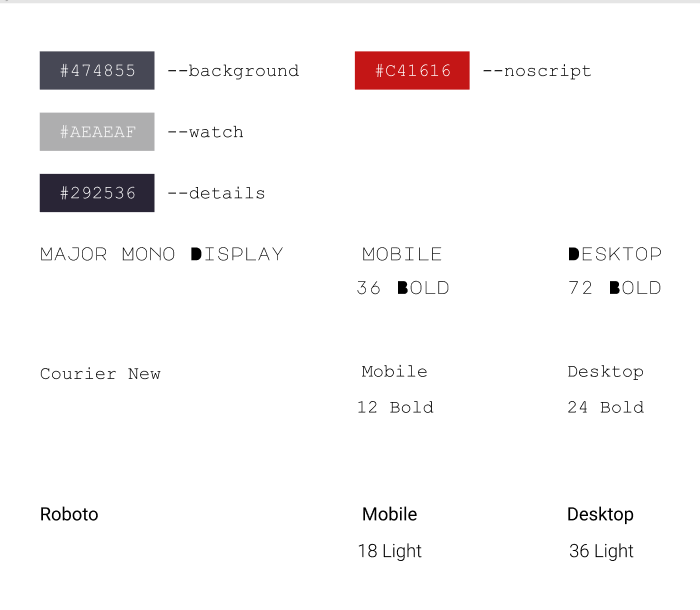 #474855 --background #C41616 --noscript
#AEAEAF --watch
#292536 --details
MAJOR MONO DISPLAY MOBILE DESKTOP
36 BOLD 72 BOLD
Courier New Mobile Desktop
12 Bold 24 Bold
Roboto Mobile Desktop
18 Light 36 Light